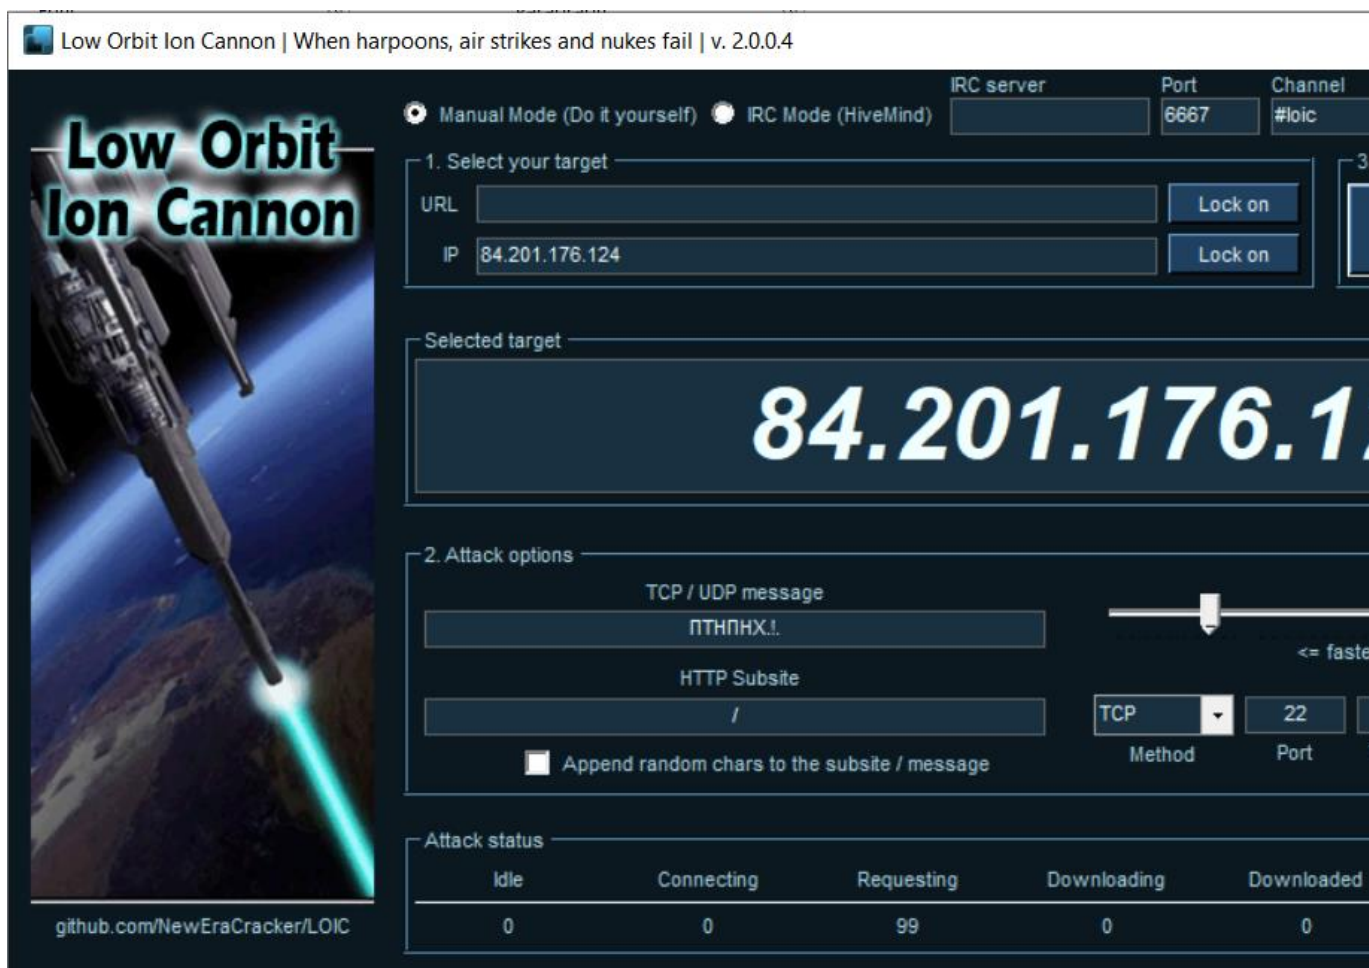 Low Orbit Ion Cannon | When harpoons, air strikes and nukes fail | v. 2.0.0.4
Low Orbit
Ion Cannon
IRC server Port Channel
Manual Mode (Do it yourself) IRC Mode (HiveMind) 6667 #loic
1. Select your target
3
URL Lock on
IP 84.201.176.124 Lock on
Selected target
84.201.176.1
2. Attack options
TCP / UDP message
ПТНПНХ.!.
<= faste
HTTP Subsite
/
TCP 22
Method Port
Append random chars to the subsite / message
Attack status
Idle Connecting Requesting Downloading Downloaded
0 0 99 0 0
github.com/NewEraCracker/LOIC